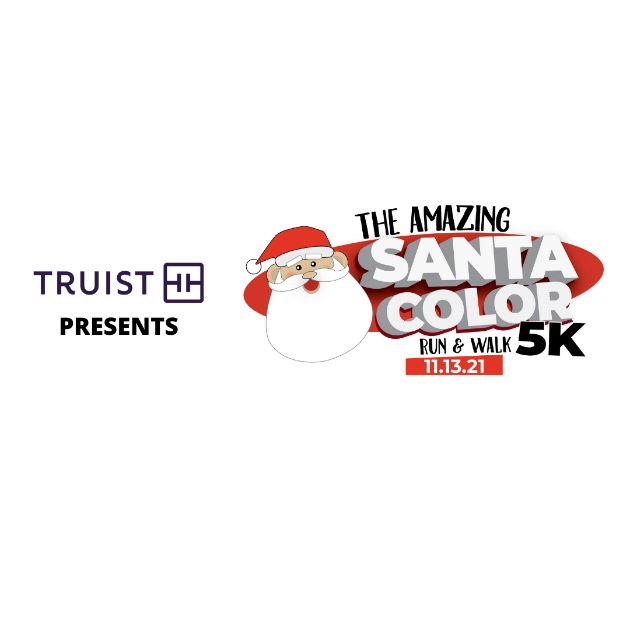 TRUIST
PRESENTS
THE AMAZING
SANTA
COLOR
RUN & WALK 5K
11.13.21